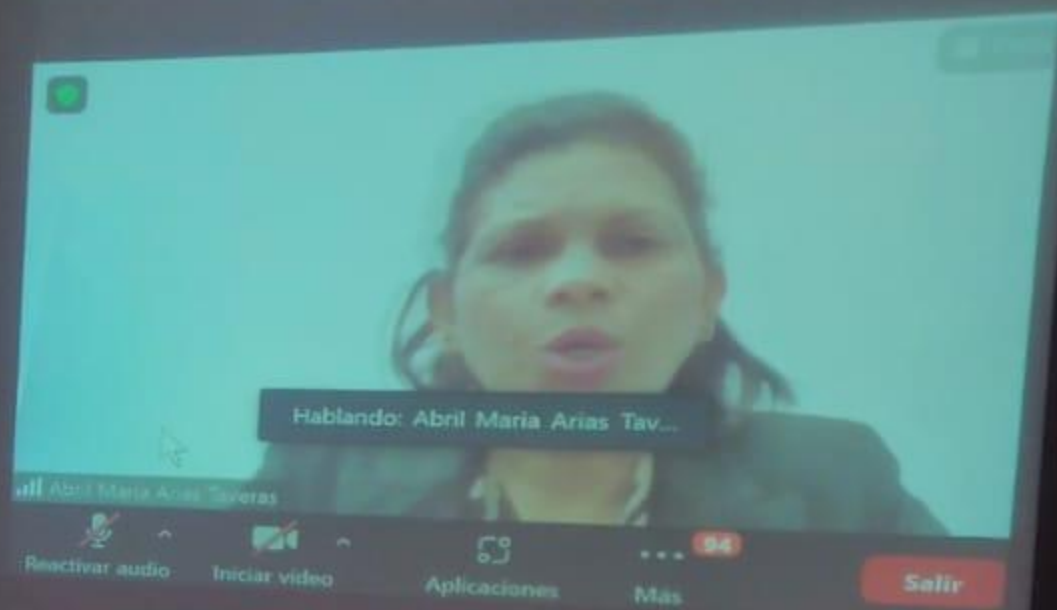 Hablando: Abril Maria Arias Tav...
Abril Maria Arias Taveras
Reactivar audio
Iniciar video
Aplicaciones
94
Más
Salir